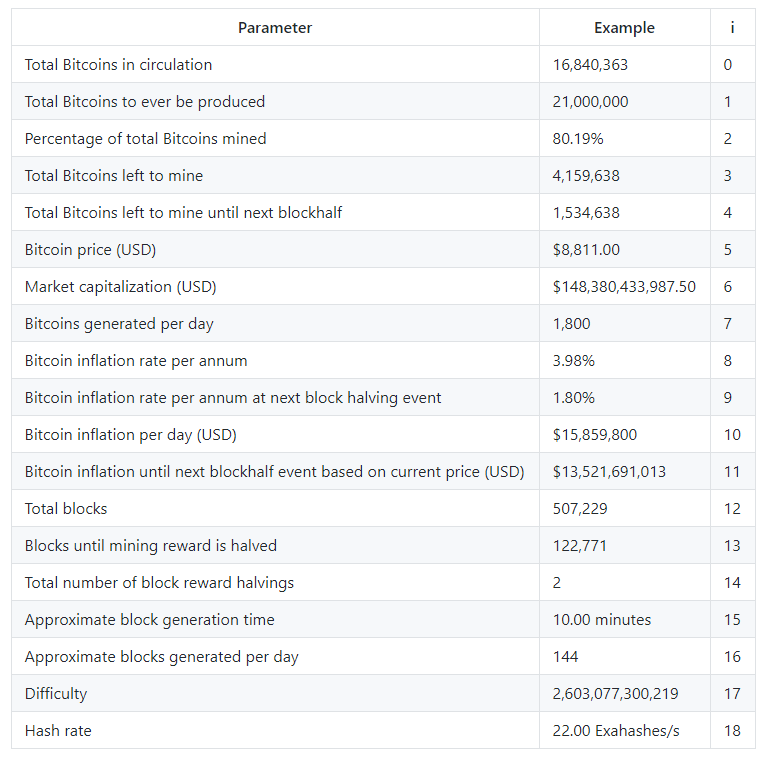 Parameter Example i
Total Bitcoins in circulation 16,840,363 0
Total Bitcoins to ever be produced 21,000,000 1
Percentage of total Bitcoins mined 80.19% 2
Total Bitcoins left to mine 4,159,638 3
Total Bitcoins left to mine until next blockhalf 1,534,638 4
Bitcoin price (USD) $8,811.00 5
Market capitalization (USD) $148,380,433,987.50 6
Bitcoins generated per day 1,800 7
Bitcoin inflation rate per annum 3.98% 8
Bitcoin inflation rate per annum at next block halving event 1.80% 9
Bitcoin inflation per day (USD) $15,859,800 10
Bitcoin inflation until next blockhalf event based on current price (USD) $13,521,691,013 11
Total blocks 507,229 12
Blocks until mining reward is halved 122,771 13
Total number of block reward halvings 2 14
Approximate block generation time 10.00 minutes 15
Approximate blocks generated per day 144 16
Difficulty 2,603,077,300,219 17
Hash rate 22.00 Exahashes/s 18